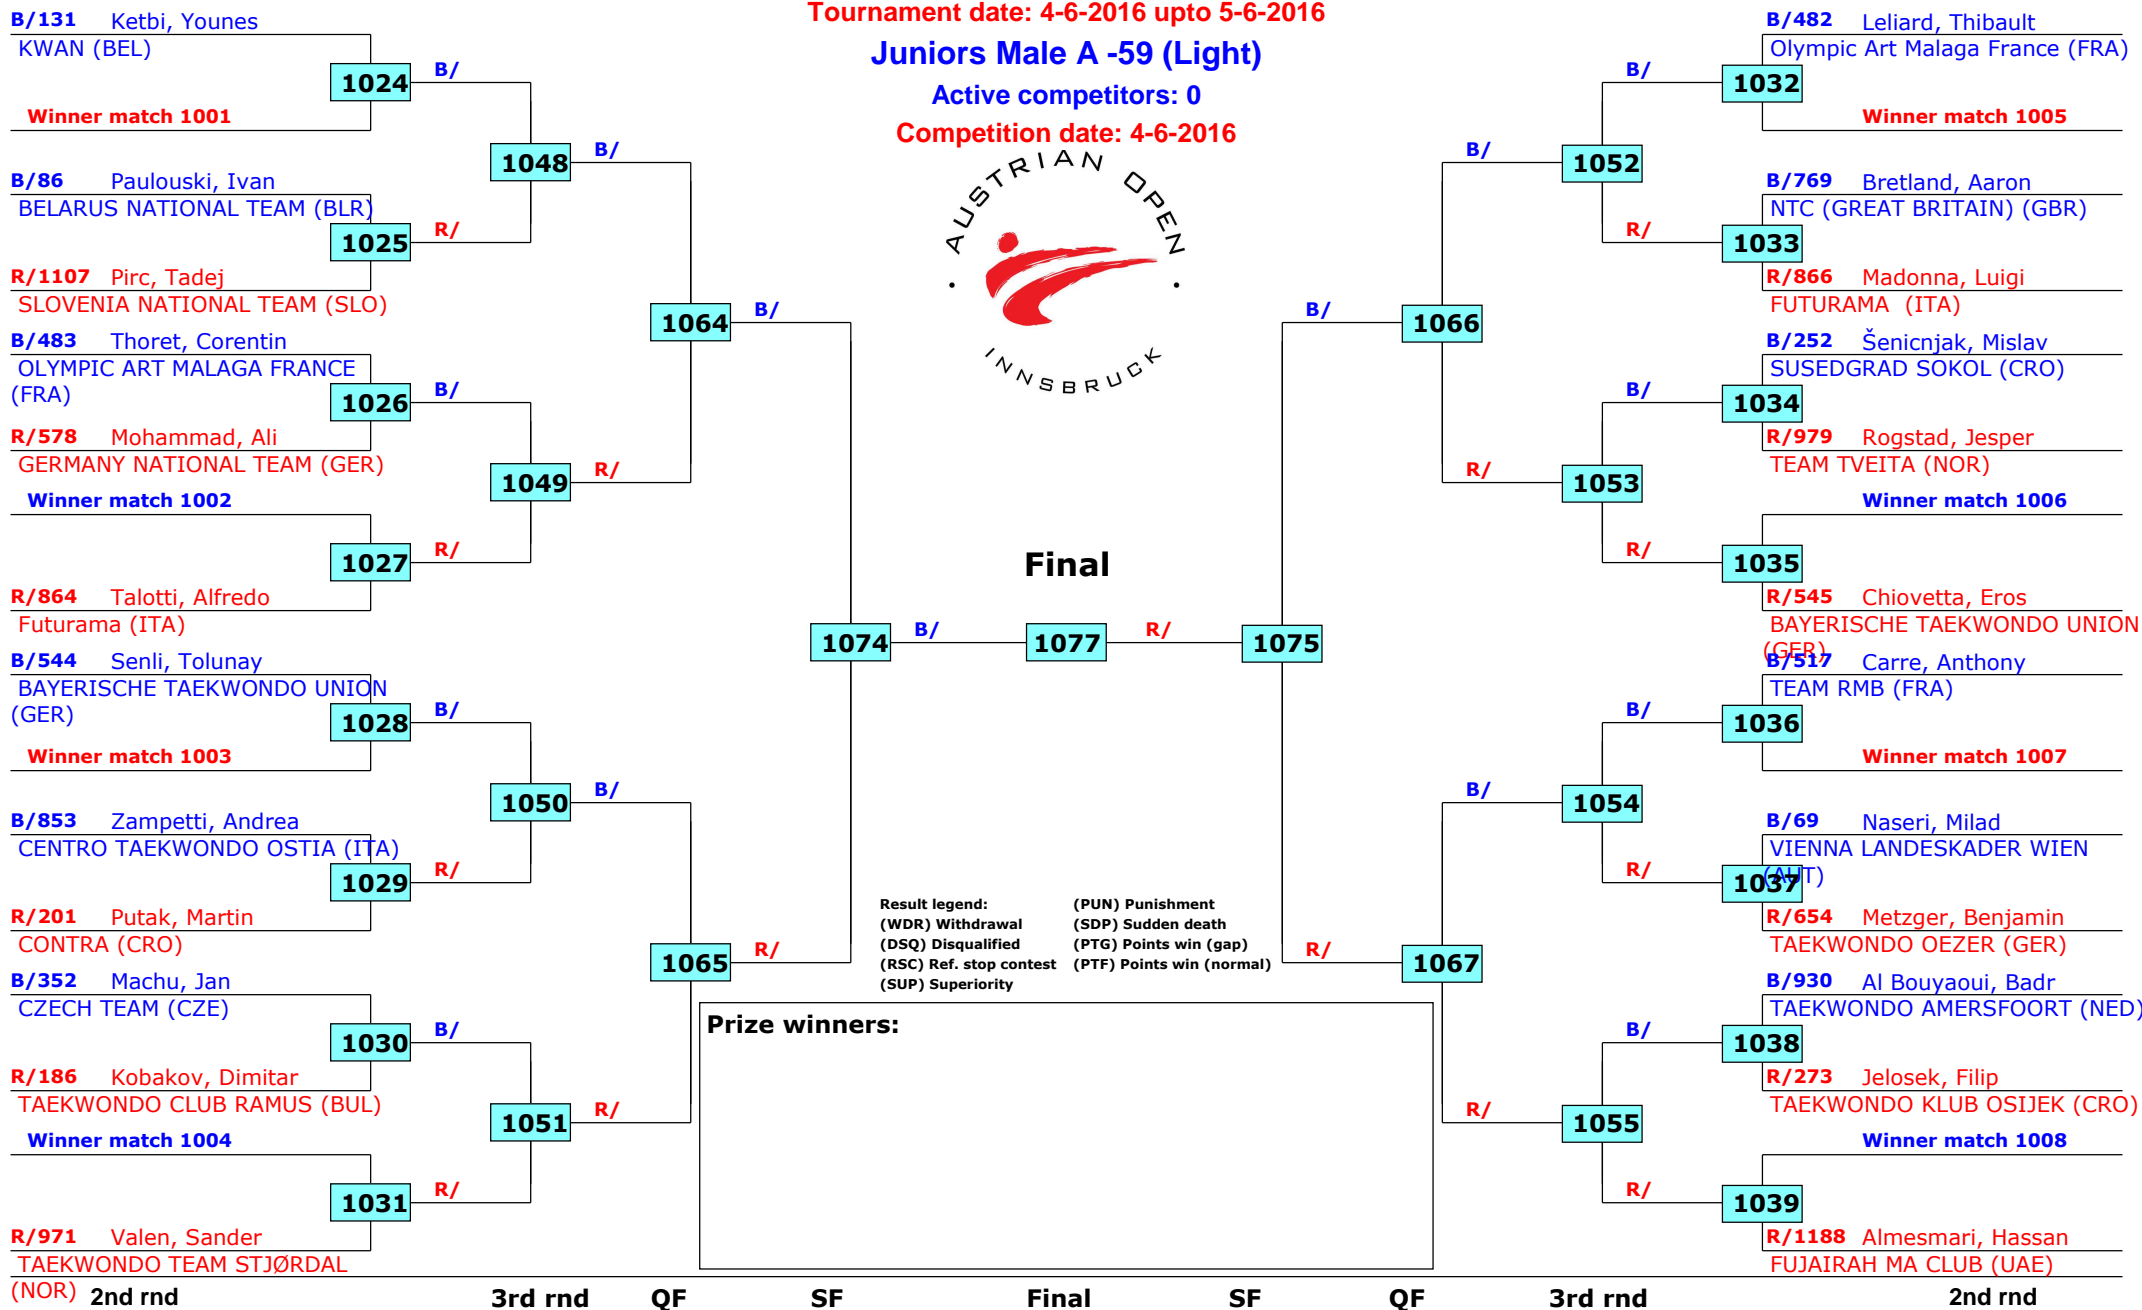 Tournament date: 4-6-2016 upto 5-6-2016
Juniors Male A -59 (Light)
Active competitors: 0
Competition date: 4-6-2016
AUSTRIAN OPEN
INNSBRUCK
B/131 Ketbi, Younes
KWAN (BEL)
1024
B/
Winner match 1001
1048
B/
B/86 Paulouski, Ivan
BELARUS NATIONAL TEAM (BLR)
1025
R/
R/1107 Pirc, Tadej
SLOVENIA NATIONAL TEAM (SLO)
1064
B/
B/483 Thoret, Corentin
OLYMPIC ART MALAGA FRANCE
(FRA)
1026
B/
R/578 Mohammad, Ali
GERMANY NATIONAL TEAM (GER)
1049
R/
Winner match 1002
1027
R/
R/864 Talotti, Alfredo
Futurama (ITA)
1074
B/
B/544 Senli, Tolunay
BAYERISCHE TAEKWONDO UNION
(GER)
1028
B/
Winner match 1003
1050
B/
B/853 Zampetti, Andrea
CENTRO TAEKWONDO OSTIA (ITA)
1029
R/
R/201 Putak, Martin
CONTRA (CRO)
1065
R/
B/352 Machu, Jan
CZECH TEAM (CZE)
1030
B/
R/186 Kobakov, Dimitar
TAEKWONDO CLUB RAMUS (BUL)
1051
R/
Winner match 1004
1031
R/
R/971 Valen, Sander
TAEKWONDO TEAM STJØRDAL
(NOR)
Final
1077
R/
1075
B/482 Leliard, Thibault
Olympic Art Malaga France (FRA)
B/
1032
Winner match 1005
B/
1052
B/769 Bretland, Aaron
NTC (GREAT BRITAIN) (GBR)
R/
1033
R/866 Madonna, Luigi
FUTURAMA (ITA)
B/
1066
B/252 Šenicnjak, Mislav
SUSEDGRAD SOKOL (CRO)
B/
1034
R/979 Rogstad, Jesper
TEAM TVEITA (NOR)
R/
1053
Winner match 1006
R/
1035
R/545 Chiovetta, Eros
BAYERISCHE TAEKWONDO UNION
(GER)
B/517 Carre, Anthony
TEAM RMB (FRA)
B/
1036
Winner match 1007
B/
1054
B/69 Naseri, Milad
VIENNA LANDESKADER WIEN
(AUT)
R/
1037
R/654 Metzger, Benjamin
TAEKWONDO OEZER (GER)
R/
1067
B/930 Al Bouyaoui, Badr
TAEKWONDO AMERSFOORT (NED)
B/
1038
R/273 Jelosek, Filip
TAEKWONDO KLUB OSIJEK (CRO)
R/
1055
Winner match 1008
R/
1039
R/1188 Almesmari, Hassan
FUJAIRAH MA CLUB (UAE)
Result legend: (PUN) Punishment
(WDR) Withdrawal (SDP) Sudden death
(DSQ) Disqualified (PTG) Points win (gap)
(RSC) Ref. stop contest (PTF) Points win (normal)
(SUP) Superiority
Prize winners:
2nd rnd 3rd rnd QF SF Final SF QF 3rd rnd 2nd rnd